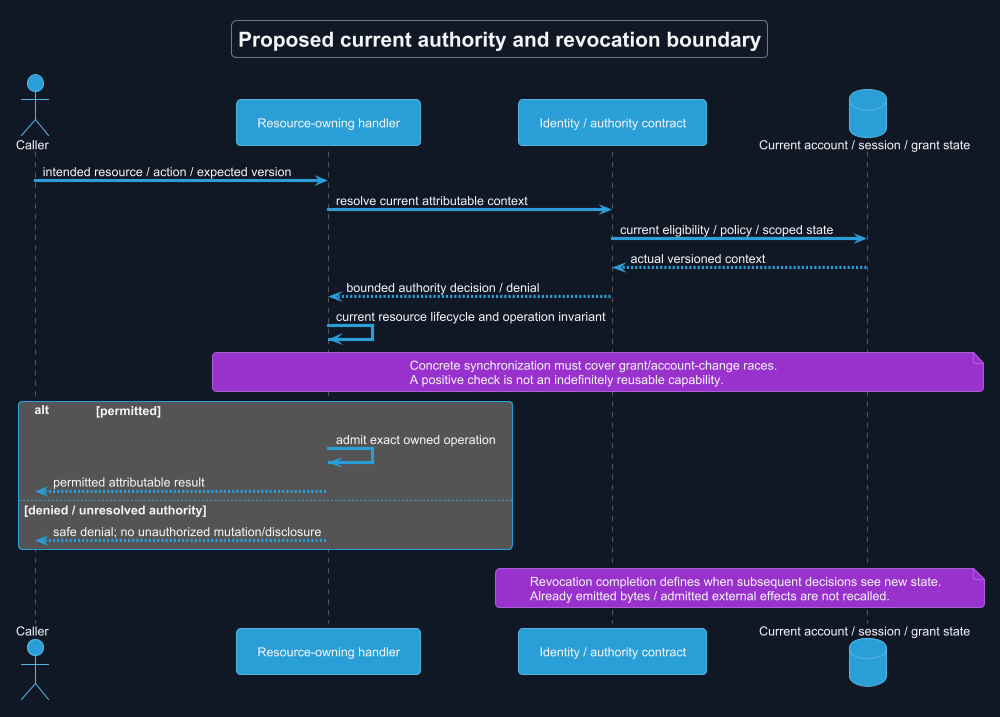 Proposed current authority and revocation boundary
Caller
Resource-owning handler
Identity / authority contract
Current account / session / grant state
intended resource / action / expected version
resolve current attributable context
current eligibility / policy / scoped state
actual versioned context
bounded authority decision / denial
current resource lifecycle and operation invariant
Concrete synchronization must cover grant/account-change races.
A positive check is not an indefinitely reusable capability.
alt [permitted]
admit exact owned operation
permitted attributable result
[denied / unresolved authority]
safe denial; no unauthorized mutation/disclosure
Revocation completion defines when subsequent decisions see new state.
Already emitted bytes / admitted external effects are not recalled.
Caller
Resource-owning handler
Identity / authority contract
Current account / session / grant state